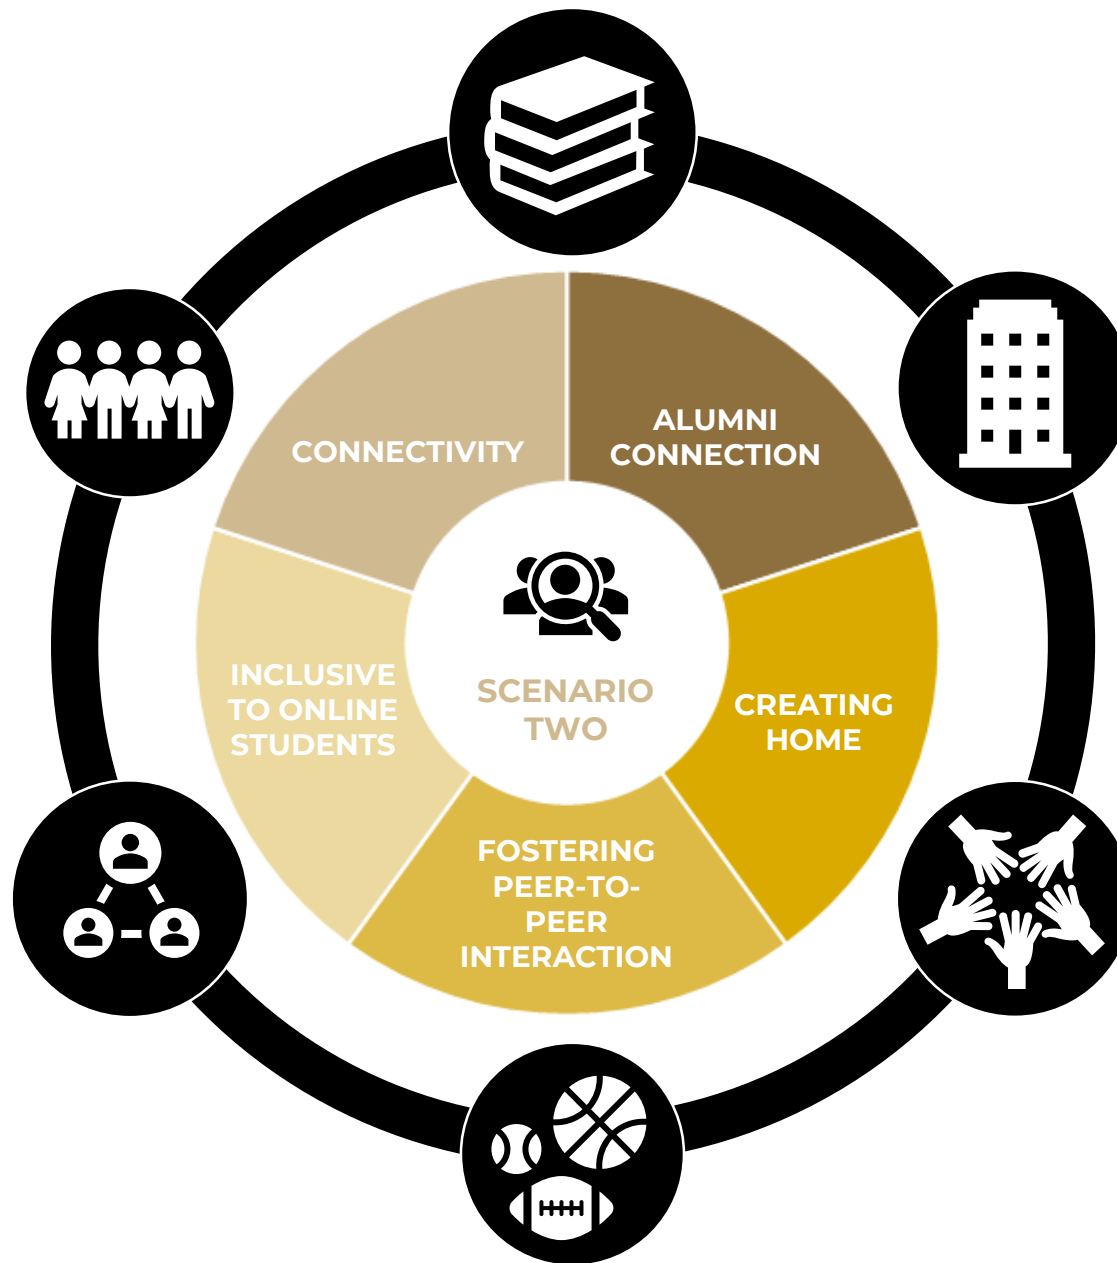 CONNECTIVITY
ALUMNI
CONNECTION
INCLUSIVE
TO ONLINE
STUDENTS
SCENARIO
TWO
CREATING
HOME
FOSTERING
PEER-TO-
PEER
INTERACTION